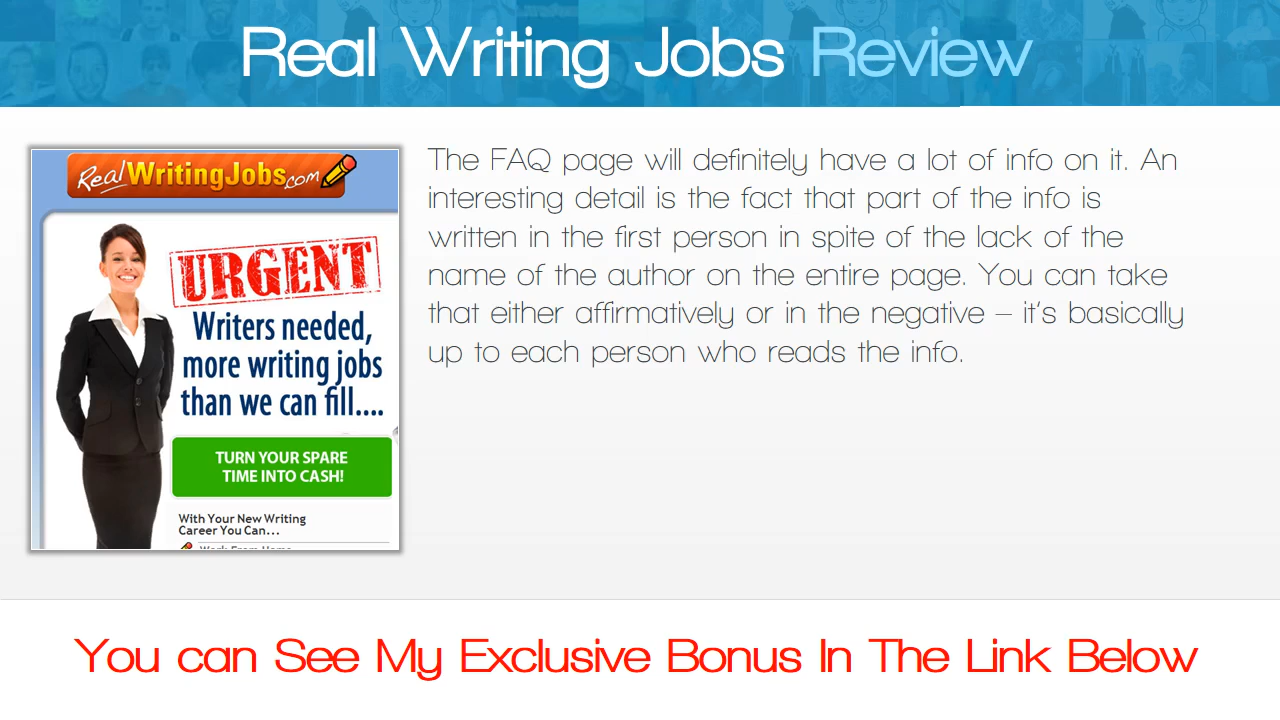 Real Writing Jobs Review
RealWritingJobs.com
URGENT
Writers needed,
more writing jobs
than we can fill....
TURN YOUR SPARE
TIME INTO CASH!
With Your New Writing
Career You Can...
Work From Home
The FAQ page will definitely have a lot of info on it. An
interesting detail is the fact that part of the info is
written in the first person in spite of the lack of the
name of the author on the entire page. You can take
that either affirmatively or in the negative – it's basically
up to each person who reads the info.
You can See My Exclusive Bonus In The Link Below